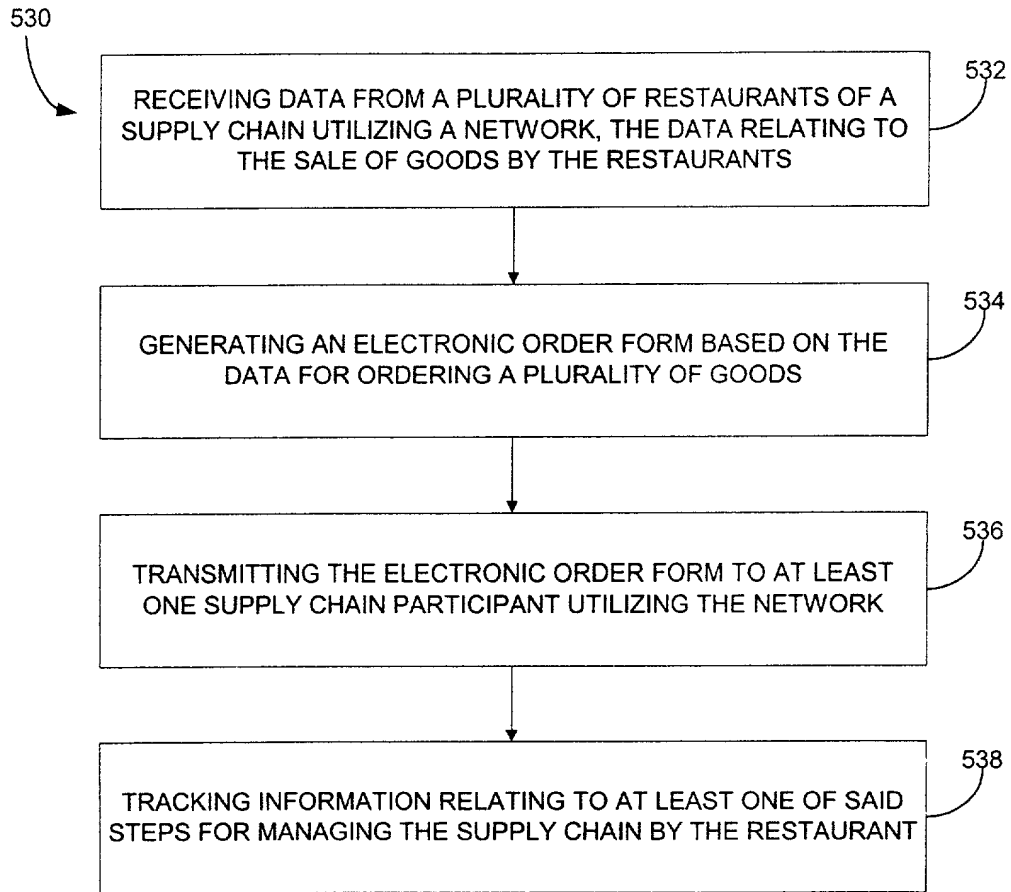 530
532
RECEIVING DATA FROM A PLURALITY OF RESTAURANTS OF A
SUPPLY CHAIN UTILIZING A NETWORK, THE DATA RELATING TO
THE SALE OF GOODS BY THE RESTAURANTS
534
GENERATING AN ELECTRONIC ORDER FORM BASED ON THE
DATA FOR ORDERING A PLURALITY OF GOODS
536
TRANSMITTING THE ELECTRONIC ORDER FORM TO AT LEAST
ONE SUPPLY CHAIN PARTICIPANT UTILIZING THE NETWORK
538
TRACKING INFORMATION RELATING TO AT LEAST ONE OF SAID
STEPS FOR MANAGING THE SUPPLY CHAIN BY THE RESTAURANT